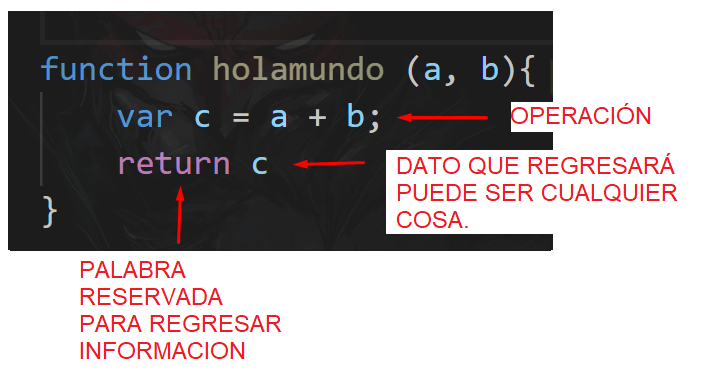 function holamundo (a, b){
var c = a + b;
OPERACIÓN
return c
DATO QUE REGRESARÁ
PUEDE SER CUALQUIER
COSA.
}
PALABRA
RESERVADA
PARA REGRESAR
INFORMACION